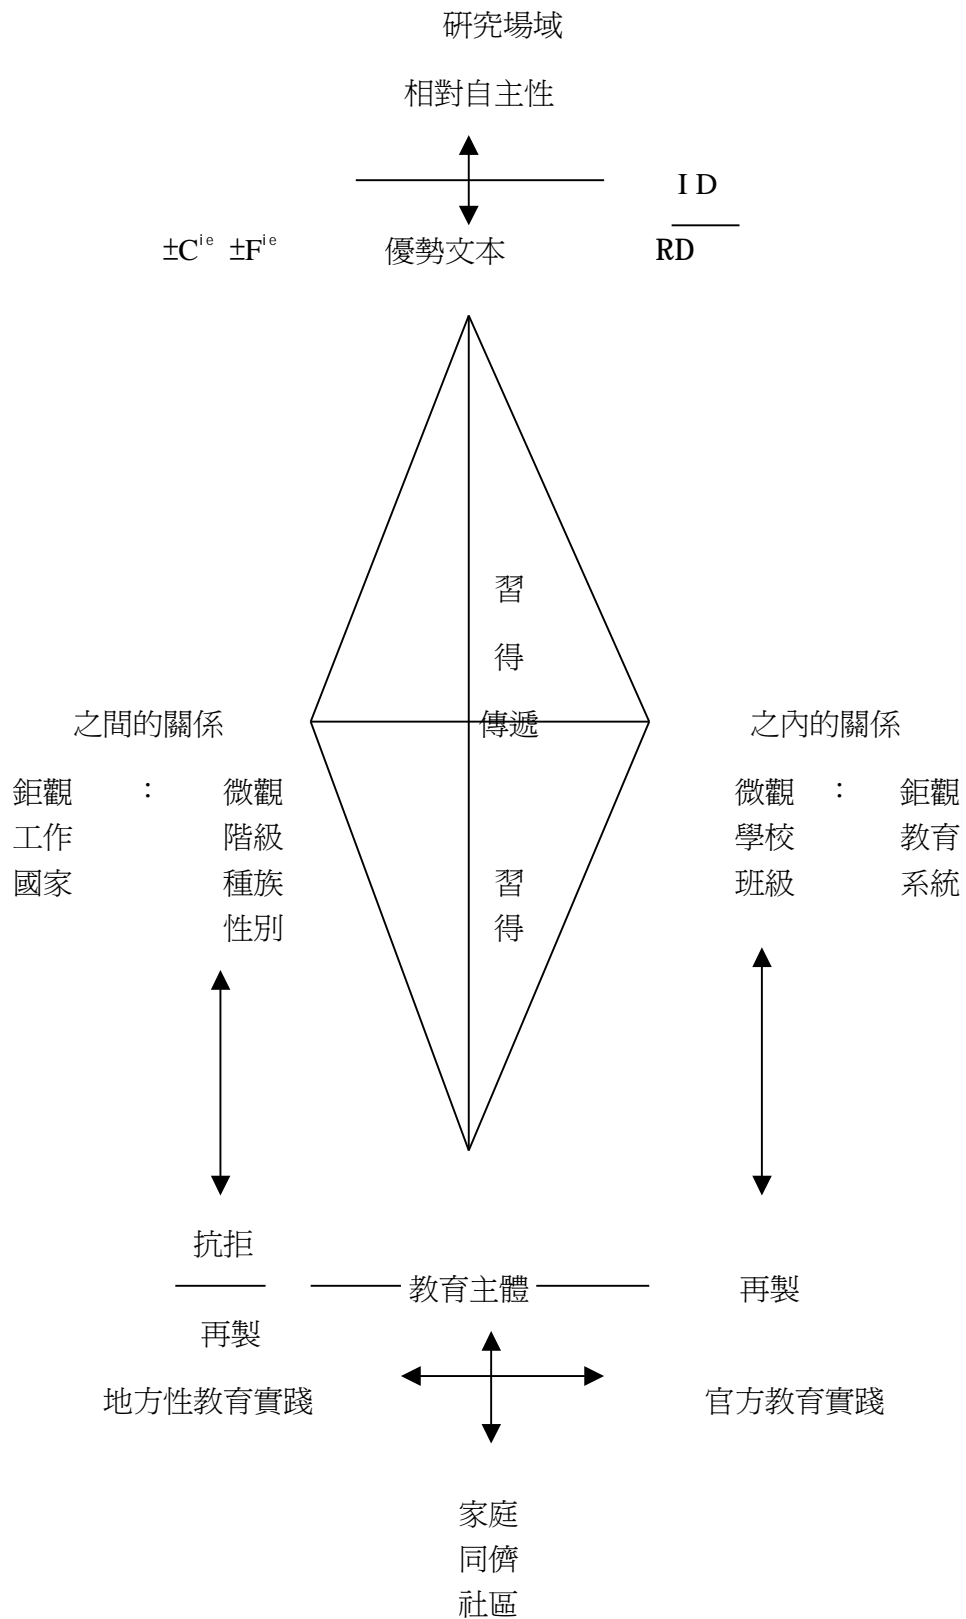 研究場域
相對自主性
I D
±Cie ±Fie 優勢文本 RD
習
得
之間的關係 傳遞 之內的關係
鉅觀 : 微觀 微觀 : 鉅觀
工作 階級 學校 教育
國家 種族 習 班級 系統
性別 得
抗拒
教育主體 再製
再製
地方性教育實踐 官方教育實踐
家庭
同儕
社區